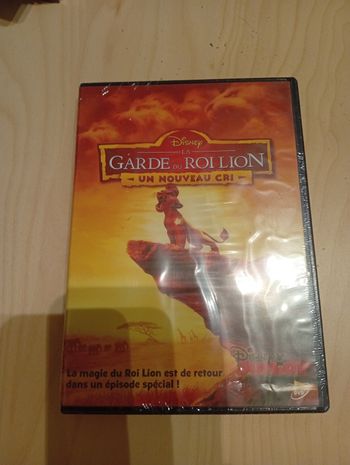 Disney
LA
GARDE DU ROI LION
UN NOUVEAU CRI
Disney
La magie du Roi Lion est de retour
dans un épisode spécial !